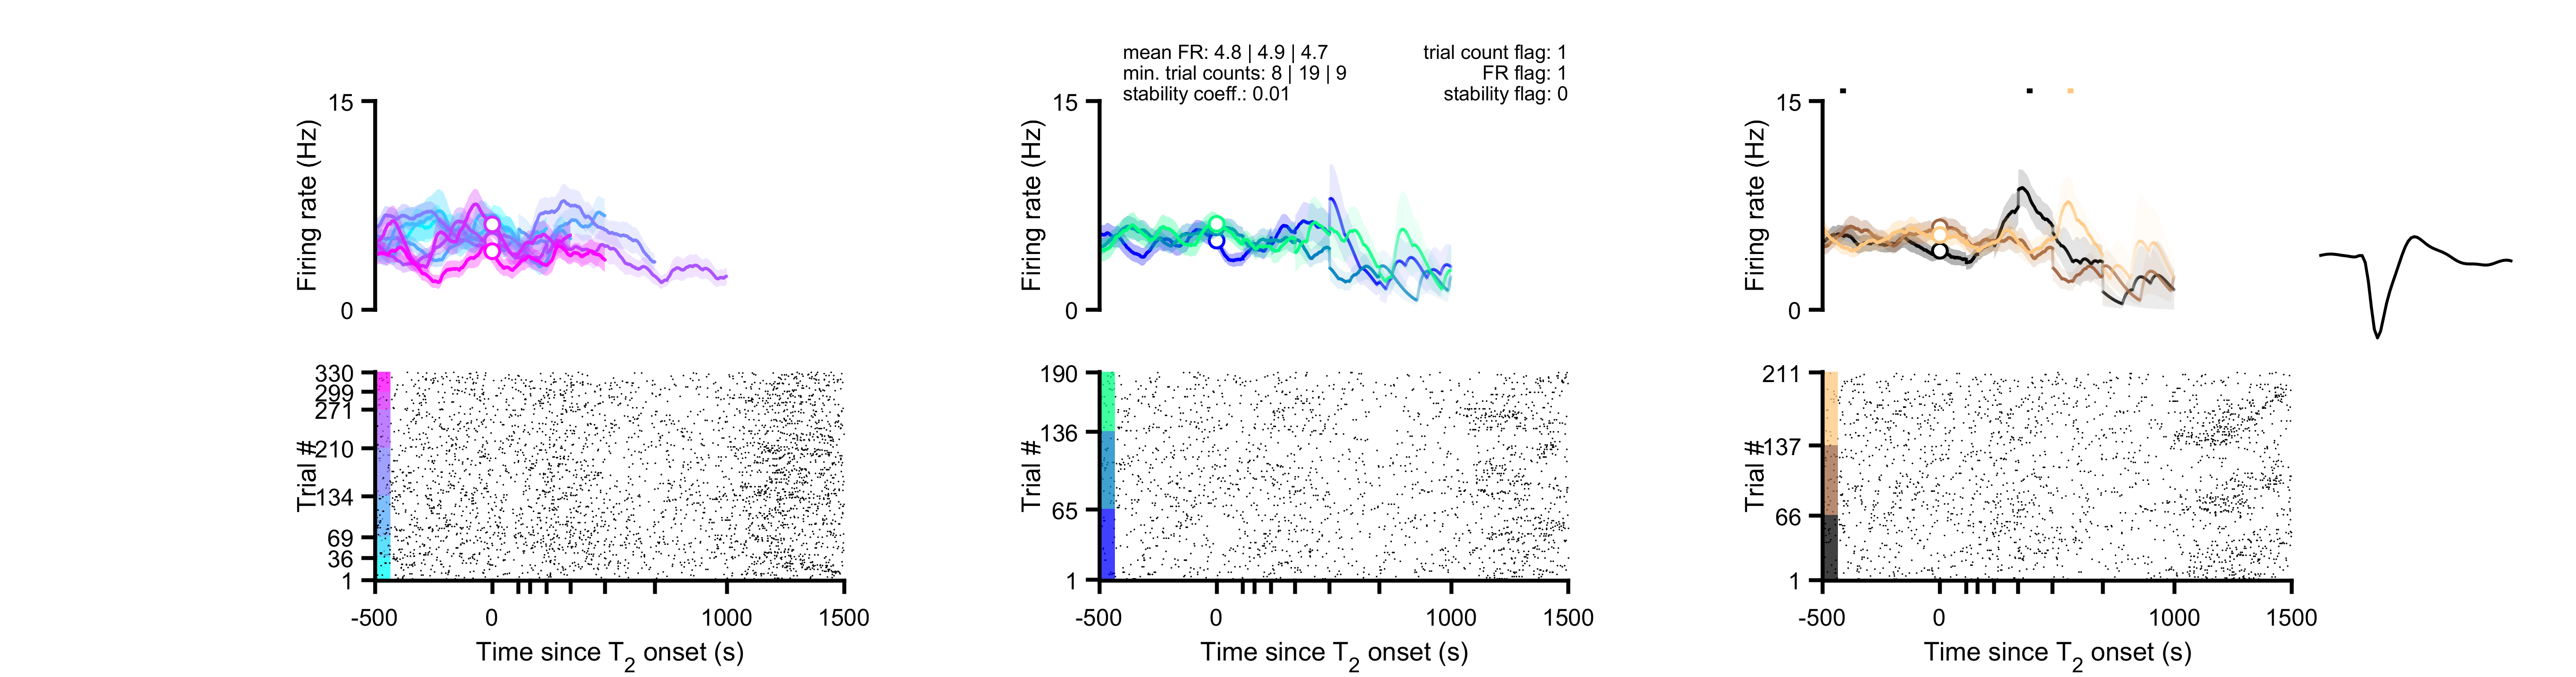 mean FR: 4.8 | 4.9 | 4.7
min. trial counts: 8 | 19 | 9
stability coeff.: 0.01
trial count flag: 1
FR flag: 1
stability flag: 0
15
Firing rate (Hz)
0
15
Firing rate (Hz)
0
15
Firing rate (Hz)
0
330
299
271
210
134
69
36
1
Trial #
-500
0
1000
1500
Time since T2 onset (s)
190
136
65
1
Trial #
-500
0
1000
1500
Time since T2 onset (s)
211
137
66
1
Trial #
-500
0
1000
1500
Time since T2 onset (s)